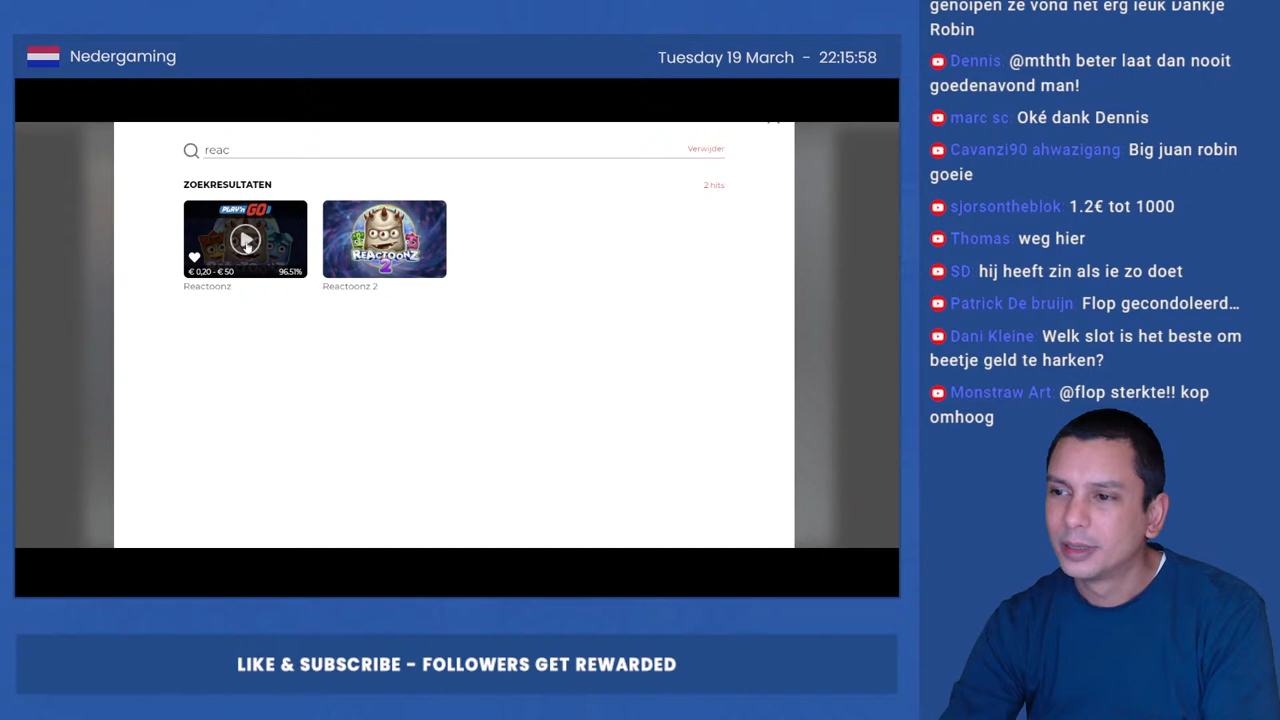 Nedergaming
Tuesday 19 March - 22:15:58
reac
Verwijder
ZOEKRESULTATEN
2 hits
PLAY'N GO
€ 0,20 - € 50
96.51%
REACTOONZ
2
Reactoonz
Reactoonz 2
LIKE & SUBSCRIBE - FOLLOWERS GET REWARDED
geholpen ze vond het erg leuk Dankje
Robin
Dennis: @mthth beter laat dan nooit
goedenavond man!
marc sc: Oké dank Dennis
Cavanzi90 ahwazigang: Big juan robin
goeie
sjorsontheblok: 1.2€ tot 1000
Thomas: weg hier
SD: hij heeft zin als ie zo doet
Patrick De bruijn: Flop gecondoleerd…
Dani Kleine: Welk slot is het beste om
beetje geld te harken?
Monstraw Art: @flop sterkte!! kop
omhoog